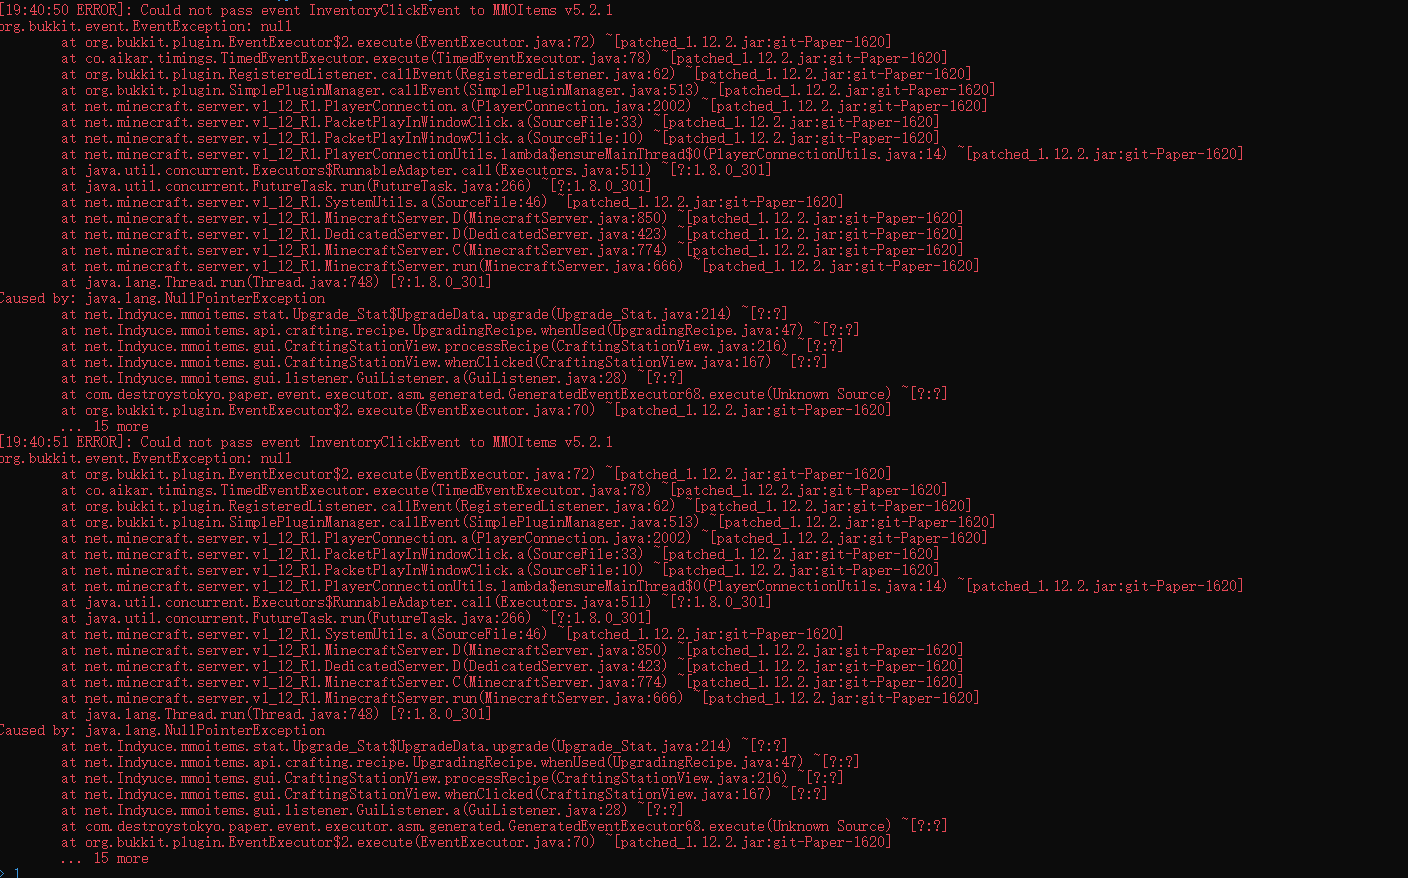 [19:40:50 ERROR]: Could not pass event InventoryClickEvent to MMOItems v5.2.1
org.bukkit.event.EventException: null
at org.bukkit.plugin.EventExecutor$2.execute(EventExecutor.java:72) ~[patched_1.12.2.jar:git-Paper-1620]
at co.aikar.timings.TimedEventExecutor.execute(TimedEventExecutor.java:78) ~[patched_1.12.2.jar:git-Paper-1620]
at org.bukkit.plugin.RegisteredListener.callEvent(RegisteredListener.java:62) ~[patched_1.12.2.jar:git-Paper-1620]
at org.bukkit.plugin.SimplePluginManager.callEvent(SimplePluginManager.java:513) ~[patched_1.12.2.jar:git-Paper-1620]
at net.minecraft.server.v1_12_R1.PlayerConnection.a(PlayerConnection.java:2002) ~[patched_1.12.2.jar:git-Paper-1620]
at net.minecraft.server.v1_12_R1.PacketPlayInWindowClick.a(SourceFile:33) ~[patched_1.12.2.jar:git-Paper-1620]
at net.minecraft.server.v1_12_R1.PacketPlayInWindowClick.a(SourceFile:10) ~[patched_1.12.2.jar:git-Paper-1620]
at net.minecraft.server.v1_12_R1.PlayerConnectionUtils.lambda$ensureMainThread$0(PlayerConnectionUtils.java:14) ~[patched_1.12.2.jar:git-Paper-1620]
at java.util.concurrent.Executors$RunnableAdapter.call(Executors.java:511) ~[?:1.8.0_301]
at java.util.concurrent.FutureTask.run(FutureTask.java:266) ~[?:1.8.0_301]
at net.minecraft.server.v1_12_R1.SystemUtils.a(SourceFile:46) ~[patched_1.12.2.jar:git-Paper-1620]
at net.minecraft.server.v1_12_R1.MinecraftServer.D(MinecraftServer.java:850) ~[patched_1.12.2.jar:git-Paper-1620]
at net.minecraft.server.v1_12_R1.DedicatedServer.D(DedicatedServer.java:423) ~[patched_1.12.2.jar:git-Paper-1620]
at net.minecraft.server.v1_12_R1.MinecraftServer.C(MinecraftServer.java:774) ~[patched_1.12.2.jar:git-Paper-1620]
at net.minecraft.server.v1_12_R1.MinecraftServer.run(MinecraftServer.java:666) ~[patched_1.12.2.jar:git-Paper-1620]
at java.lang.Thread.run(Thread.java:748) [?:1.8.0_301]
Caused by: java.lang.NullPointerException
at net.Indyuce.mmoitems.stat.Upgrade_Stat$UpgradeData.upgrade(Upgrade_Stat.java:214) ~[?:?]
at net.Indyuce.mmoitems.api.crafting.recipe.UpgradingRecipe.whenUsed(UpgradingRecipe.java:47) ~[?:?]
at net.Indyuce.mmoitems.gui.CraftingStationView.processRecipe(CraftingStationView.java:216) ~[?:?]
at net.Indyuce.mmoitems.gui.CraftingStationView.whenClicked(CraftingStationView.java:167) ~[?:?]
at net.Indyuce.mmoitems.gui.listener.GuiListener.a(GuiListener.java:28) ~[?:?]
at com.destroystokyo.paper.event.executor.asm.generated.GeneratedEventExecutor68.execute(Unknown Source) ~[?:?]
at org.bukkit.plugin.EventExecutor$2.execute(EventExecutor.java:70) ~[patched_1.12.2.jar:git-Paper-1620]
... 15 more
[19:40:51 ERROR]: Could not pass event InventoryClickEvent to MMOItems v5.2.1
org.bukkit.event.EventException: null
at org.bukkit.plugin.EventExecutor$2.execute(EventExecutor.java:72) ~[patched_1.12.2.jar:git-Paper-1620]
at co.aikar.timings.TimedEventExecutor.execute(TimedEventExecutor.java:78) ~[patched_1.12.2.jar:git-Paper-1620]
at org.bukkit.plugin.RegisteredListener.callEvent(RegisteredListener.java:62) ~[patched_1.12.2.jar:git-Paper-1620]
at org.bukkit.plugin.SimplePluginManager.callEvent(SimplePluginManager.java:513) ~[patched_1.12.2.jar:git-Paper-1620]
at net.minecraft.server.v1_12_R1.PlayerConnection.a(PlayerConnection.java:2002) ~[patched_1.12.2.jar:git-Paper-1620]
at net.minecraft.server.v1_12_R1.PacketPlayInWindowClick.a(SourceFile:33) ~[patched_1.12.2.jar:git-Paper-1620]
at net.minecraft.server.v1_12_R1.PacketPlayInWindowClick.a(SourceFile:10) ~[patched_1.12.2.jar:git-Paper-1620]
at net.minecraft.server.v1_12_R1.PlayerConnectionUtils.lambda$ensureMainThread$0(PlayerConnectionUtils.java:14) ~[patched_1.12.2.jar:git-Paper-1620]
at java.util.concurrent.Executors$RunnableAdapter.call(Executors.java:511) ~[?:1.8.0_301]
at java.util.concurrent.FutureTask.run(FutureTask.java:266) ~[?:1.8.0_301]
at net.minecraft.server.v1_12_R1.SystemUtils.a(SourceFile:46) ~[patched_1.12.2.jar:git-Paper-1620]
at net.minecraft.server.v1_12_R1.MinecraftServer.D(MinecraftServer.java:850) ~[patched_1.12.2.jar:git-Paper-1620]
at net.minecraft.server.v1_12_R1.DedicatedServer.D(DedicatedServer.java:423) ~[patched_1.12.2.jar:git-Paper-1620]
at net.minecraft.server.v1_12_R1.MinecraftServer.C(MinecraftServer.java:774) ~[patched_1.12.2.jar:git-Paper-1620]
at net.minecraft.server.v1_12_R1.MinecraftServer.run(MinecraftServer.java:666) ~[patched_1.12.2.jar:git-Paper-1620]
at java.lang.Thread.run(Thread.java:748) [?:1.8.0_301]
Caused by: java.lang.NullPointerException
at net.Indyuce.mmoitems.stat.Upgrade_Stat$UpgradeData.upgrade(Upgrade_Stat.java:214) ~[?:?]
at net.Indyuce.mmoitems.api.crafting.recipe.UpgradingRecipe.whenUsed(UpgradingRecipe.java:47) ~[?:?]
at net.Indyuce.mmoitems.gui.CraftingStationView.processRecipe(CraftingStationView.java:216) ~[?:?]
at net.Indyuce.mmoitems.gui.CraftingStationView.whenClicked(CraftingStationView.java:167) ~[?:?]
at net.Indyuce.mmoitems.gui.listener.GuiListener.a(GuiListener.java:28) ~[?:?]
at com.destroystokyo.paper.event.executor.asm.generated.GeneratedEventExecutor68.execute(Unknown Source) ~[?:?]
at org.bukkit.plugin.EventExecutor$2.execute(EventExecutor.java:70) ~[patched_1.12.2.jar:git-Paper-1620]
... 15 more
> 1